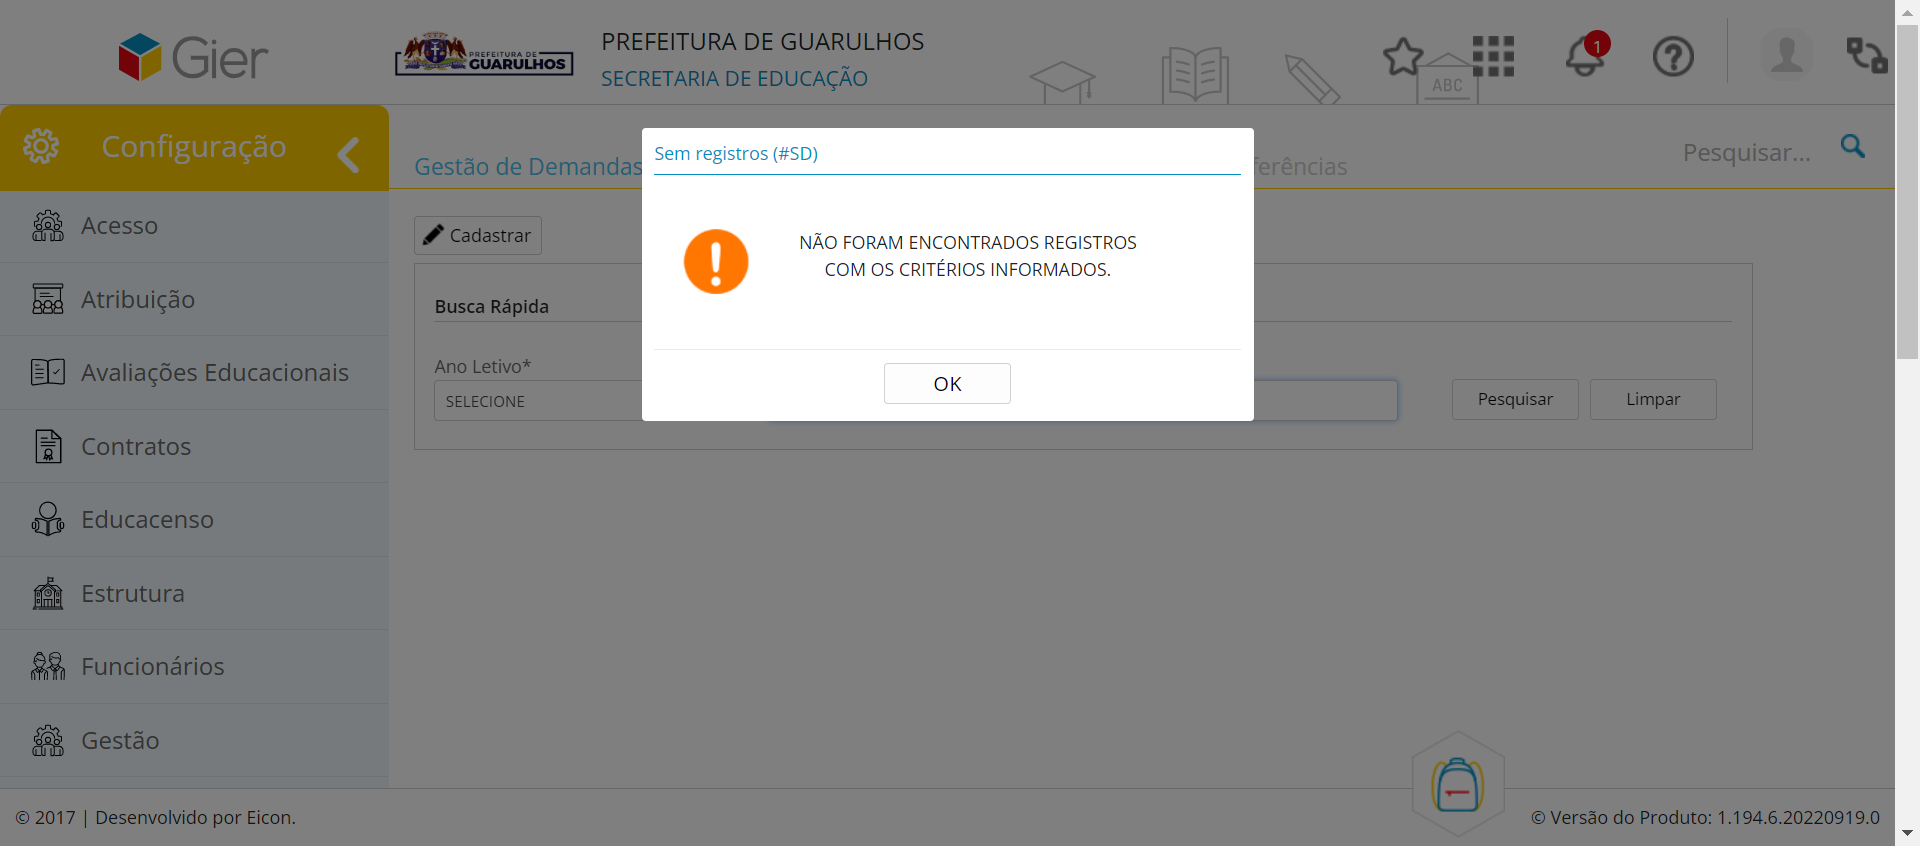 Gier
PREFEITURA DE
GUARULHOS
PREFEITURA DE GUARULHOS
SECRETARIA DE EDUCAÇÃO
ABC
1
Configuração
Acesso
Atribuição
Avaliações Educacionais
Contratos
Educacenso
Estrutura
Funcionários
Gestão
Gestão de Demandas
ferências
Pesquisar...
Cadastrar
Busca Rápida
Ano Letivo*
SELECIONE
Pesquisar
Limpar
Sem registros (#SD)
NÃO FORAM ENCONTRADOS REGISTROS
COM OS CRITÉRIOS INFORMADOS.
OK
© 2017 | Desenvolvido por Eicon.
© Versão do Produto: 1.194.6.20220919.0